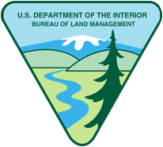 U.S. DEPARTMENT OF THE INTERIOR
BUREAU OF LAND MANAGEMENT